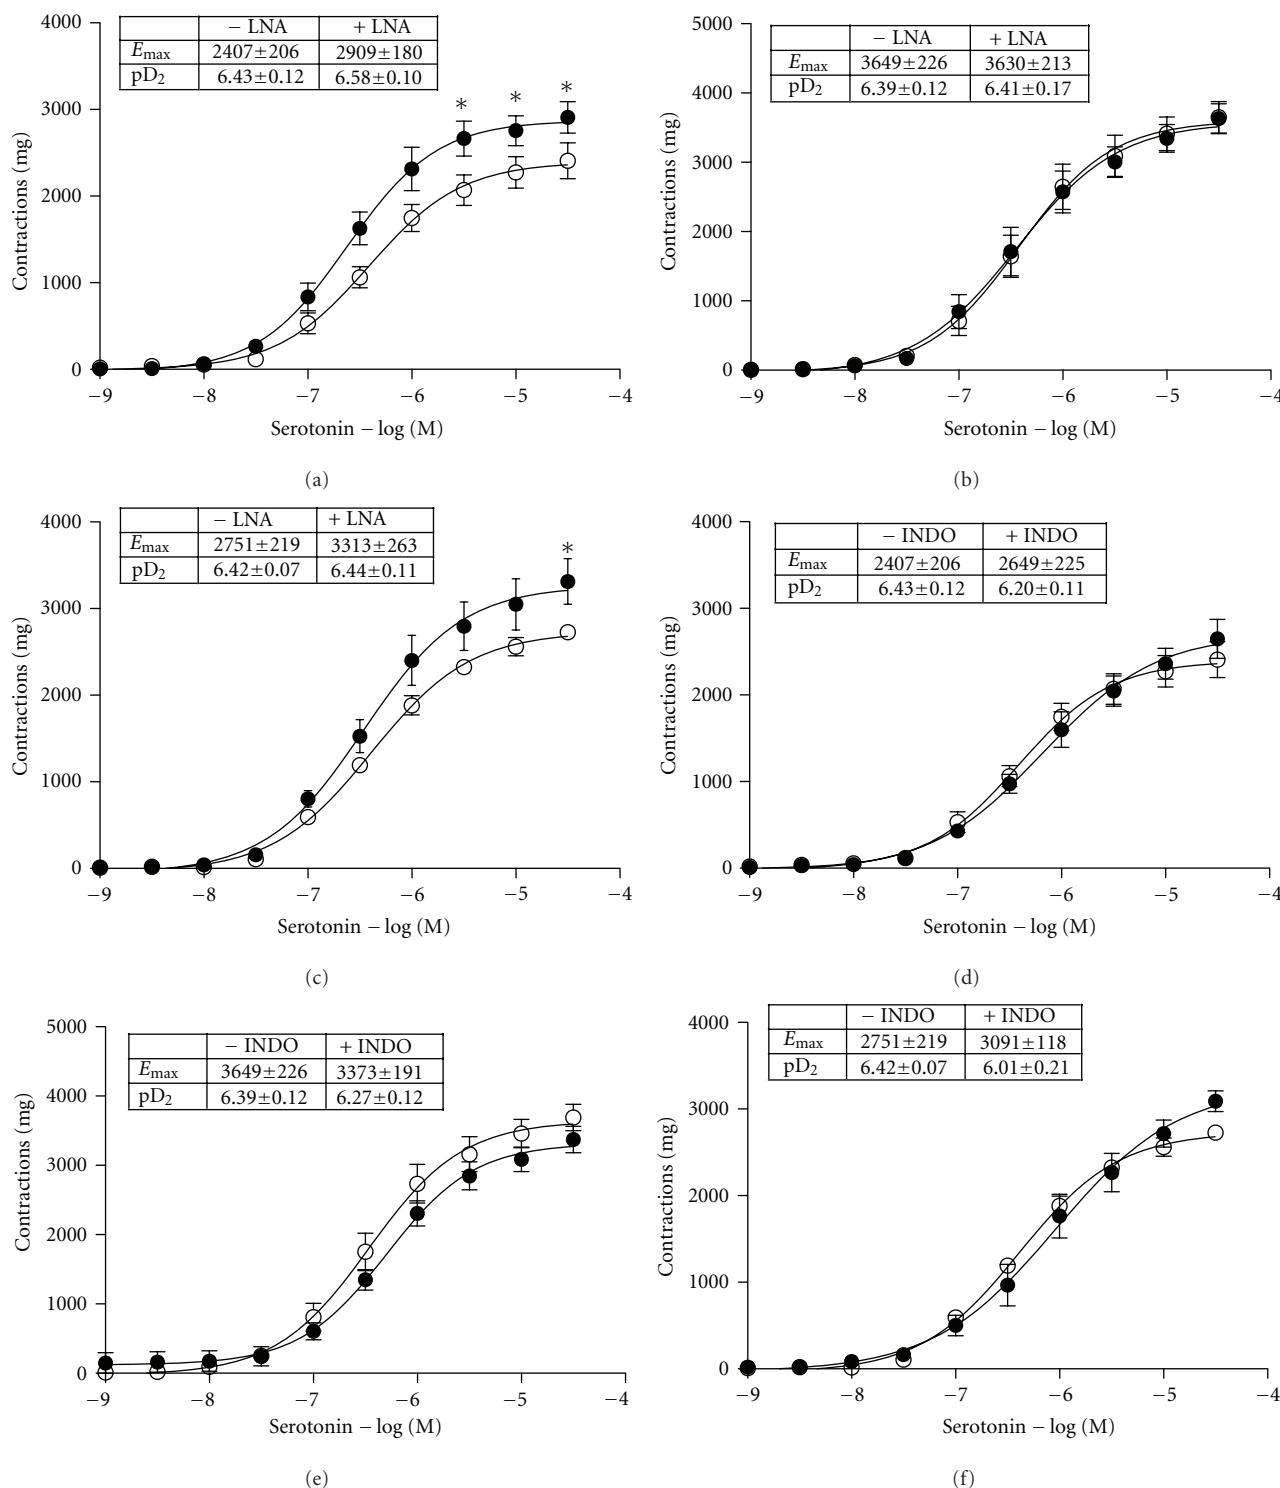 − LNA + LNA
Emax 2407±206 2909±180
pD2 6.43±0.12 6.58±0.10
4000
3000
2000
1000
0
* * *
Contractions (mg)
−9 −8 −7 −6 −5 −4
Serotonin − log (M)
(a)
− LNA + LNA
Emax 3649±226 3630±213
pD2 6.39±0.12 6.41±0.17
5000
4000
3000
2000
1000
0
Contractions (mg)
−9 −8 −7 −6 −5 −4
Serotonin − log (M)
(b)
− LNA + LNA
Emax 2751±219 3313±263
pD2 6.42±0.07 6.44±0.11
4000
3000
2000
1000
0
*
Contractions (mg)
−9 −8 −7 −6 −5 −4
Serotonin − log (M)
(c)
− INDO + INDO
Emax 2407±206 2649±225
pD2 6.43±0.12 6.20±0.11
4000
3000
2000
1000
0
Contractions (mg)
−9 −8 −7 −6 −5 −4
Serotonin − log (M)
(d)
− INDO + INDO
Emax 3649±226 3373±191
pD2 6.39±0.12 6.27±0.12
5000
4000
3000
2000
1000
0
Contractions (mg)
−9 −8 −7 −6 −5 −4
Serotonin − log (M)
(e)
− INDO + INDO
Emax 2751±219 3091±118
pD2 6.42±0.07 6.01±0.21
4000
3000
2000
1000
0
Contractions (mg)
−9 −8 −7 −6 −5 −4
Serotonin − log (M)
(f)